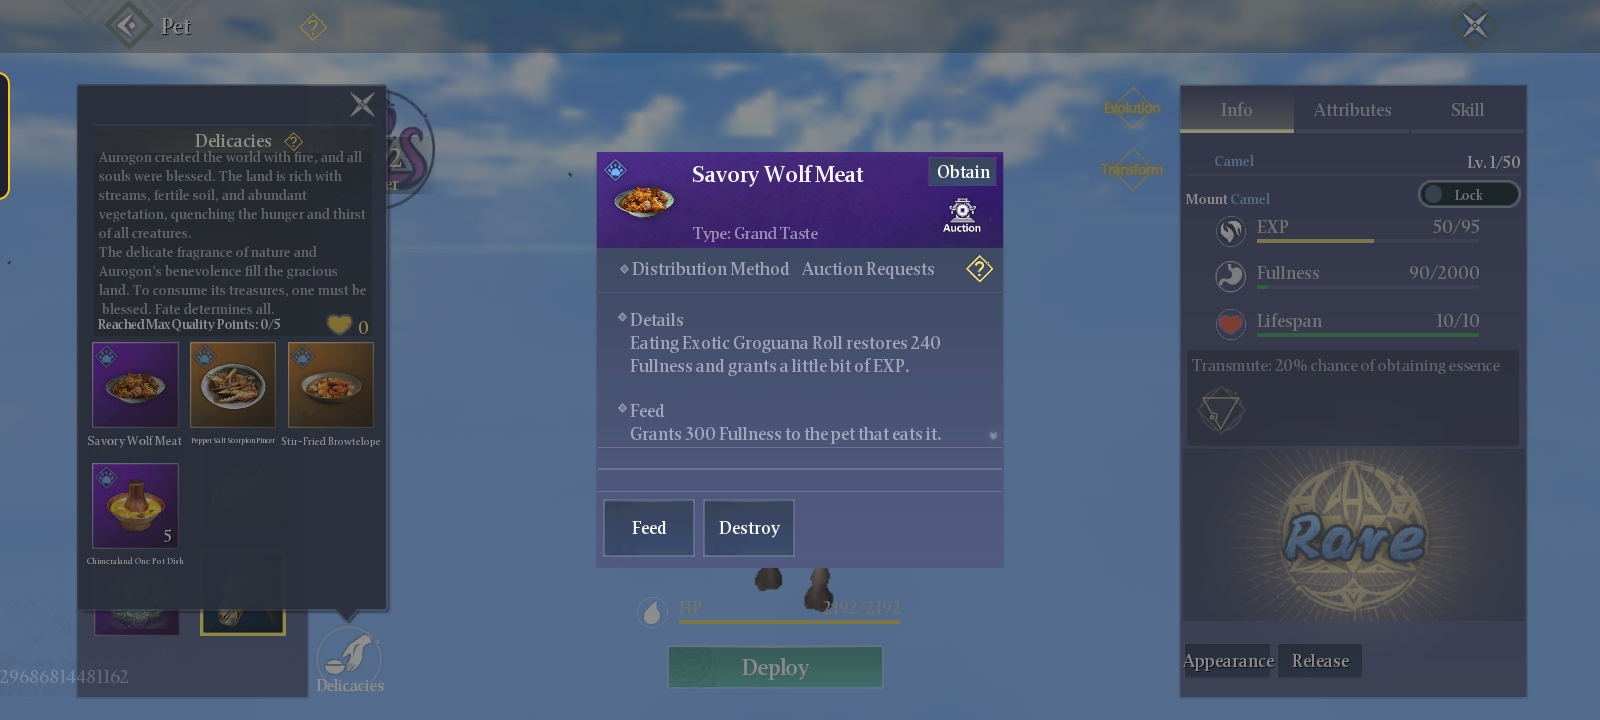 Pet
Delicacies
Aurogon created the world with fire, and all
souls were blessed. The land is rich with
streams, fertile soil, and abundant
vegetation, quenching the hunger and thirst
of all creatures.
The delicate fragrance of nature and
Aurogon's benevolence fill the gracious
land. To consume its treasures, one must be
blessed. Fate determines all.
Reached Max Quality Points: 0/5
0
Savory Wolf Meat
Pepper Salt Scorpion Pincer
Stir-Fried Browtelope
5
Chimeraland One Pot Dish
29686814481162
Delicacies
Savory Wolf Meat
Obtain
Type: Grand Taste
Auction
Distribution Method Auction Requests
Details
Eating Exotic Groguana Roll restores 240
Fullness and grants a little bit of EXP.
Feed
Grants 300 Fullness to the pet that eats it.
Feed
Destroy
HP
2192/2192
Deploy
Evolution
Transform
Info
Attributes
Skill
Camel
Lv. 1/50
Mount Camel
Lock
EXP
50/95
Fullness
90/2000
Lifespan
10/10
Transmute: 20% chance of obtaining essence
Rare
Appearance
Release